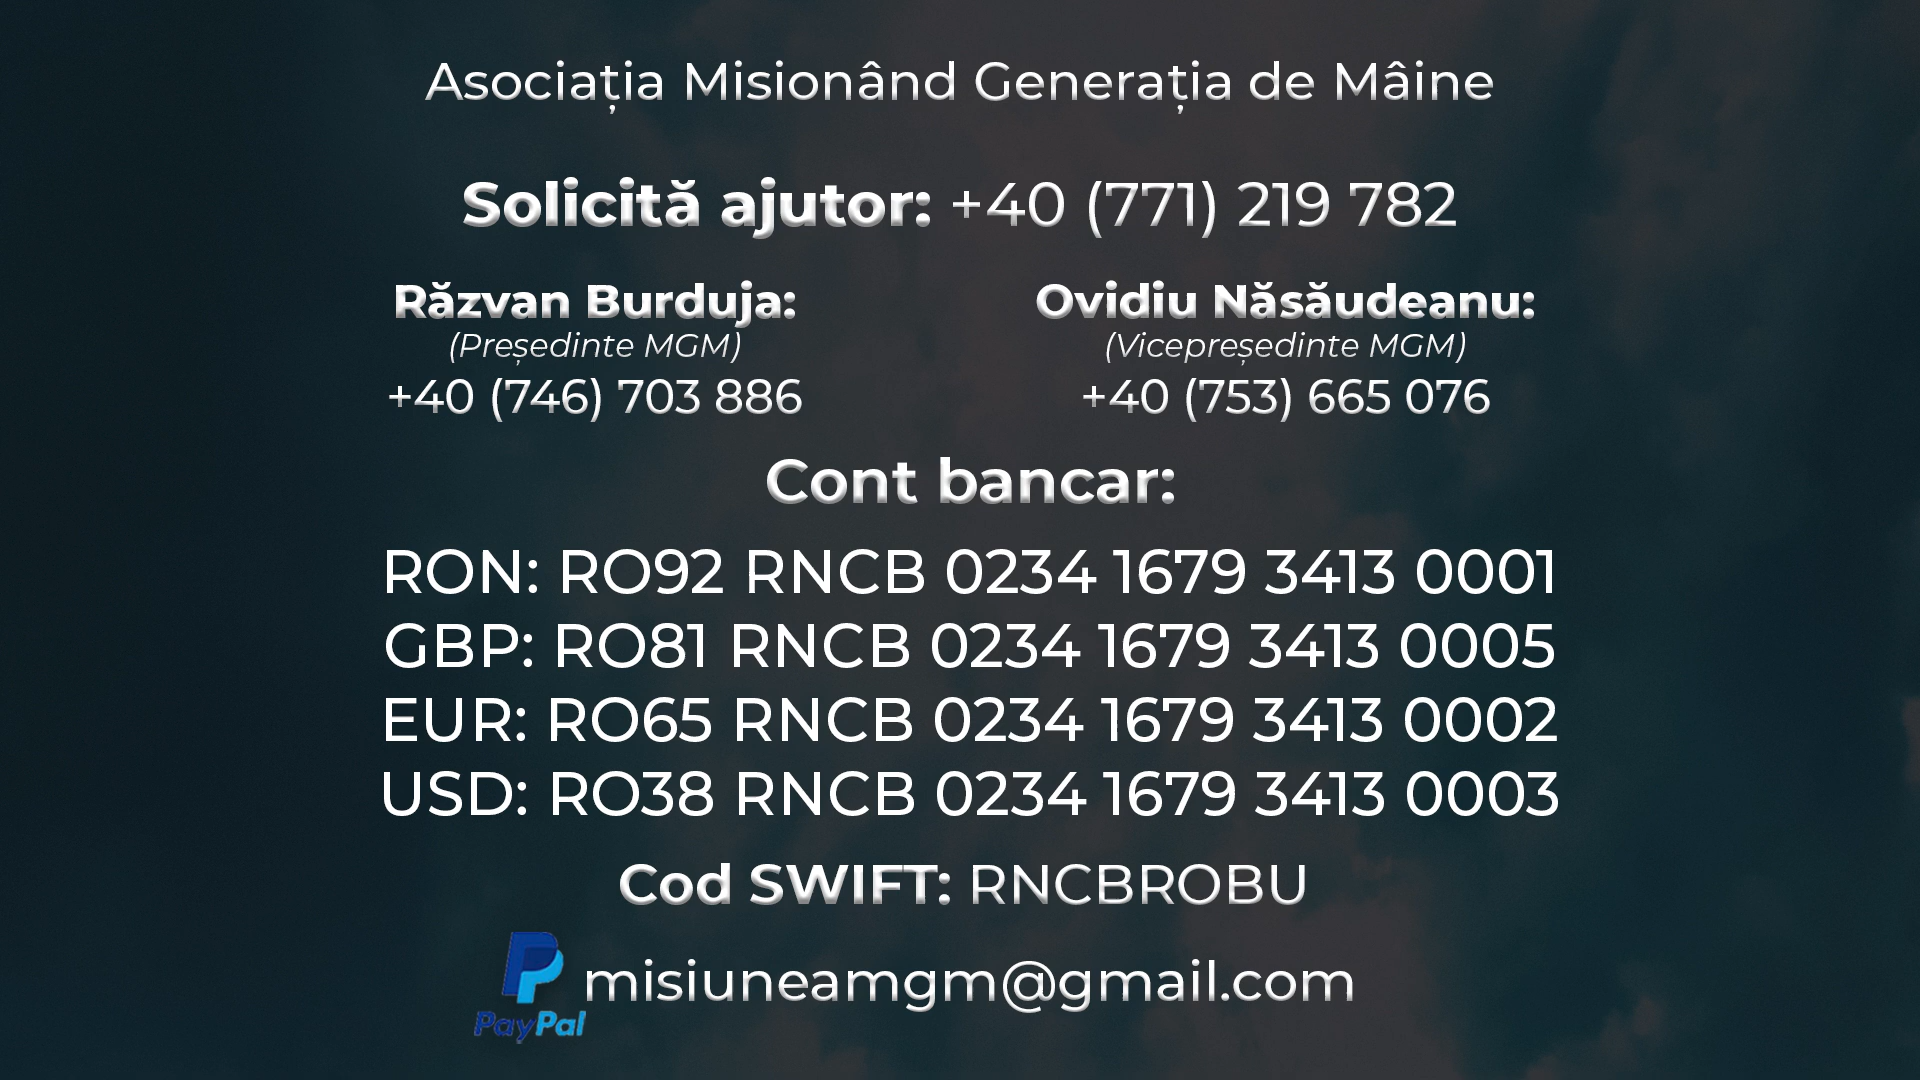 Asociația Misionând Generația de Mâine
Solicită ajutor: +40 (771) 219 782
Răzvan Burduja:
(Președinte MGM)
+40 (746) 703 886
Ovidiu Năsăudeanu:
(Vicepreședinte MGM)
+40 (753) 665 076
Cont bancar:
RON: RO92 RNCB 0234 1679 3413 0001
GBP: RO81 RNCB 0234 1679 3413 0005
EUR: RO65 RNCB 0234 1679 3413 0002
USD: RO38 RNCB 0234 1679 3413 0003
Cod SWIFT: RNCBROBU
misiuneamgm@gmail.com
PayPal